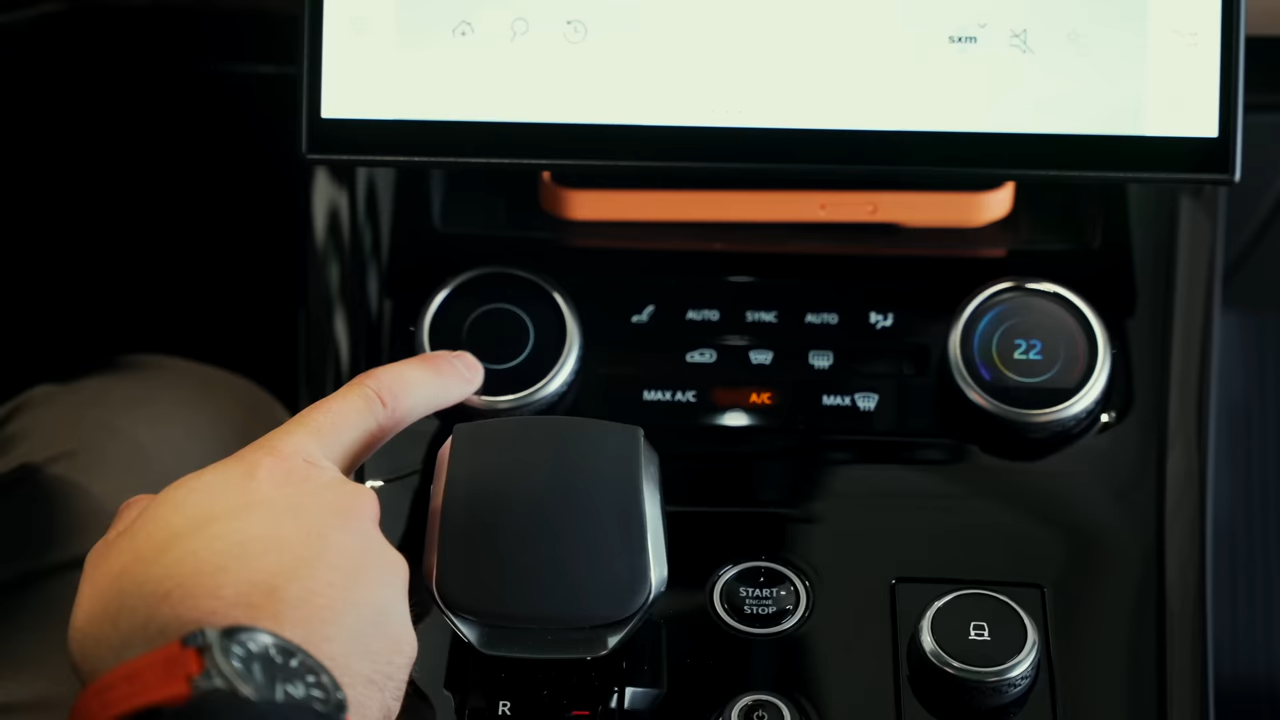 sxm
AUTO SYNC AUTO
22
MAX A/C A/C MAX
START
ENGINE
STOP
R